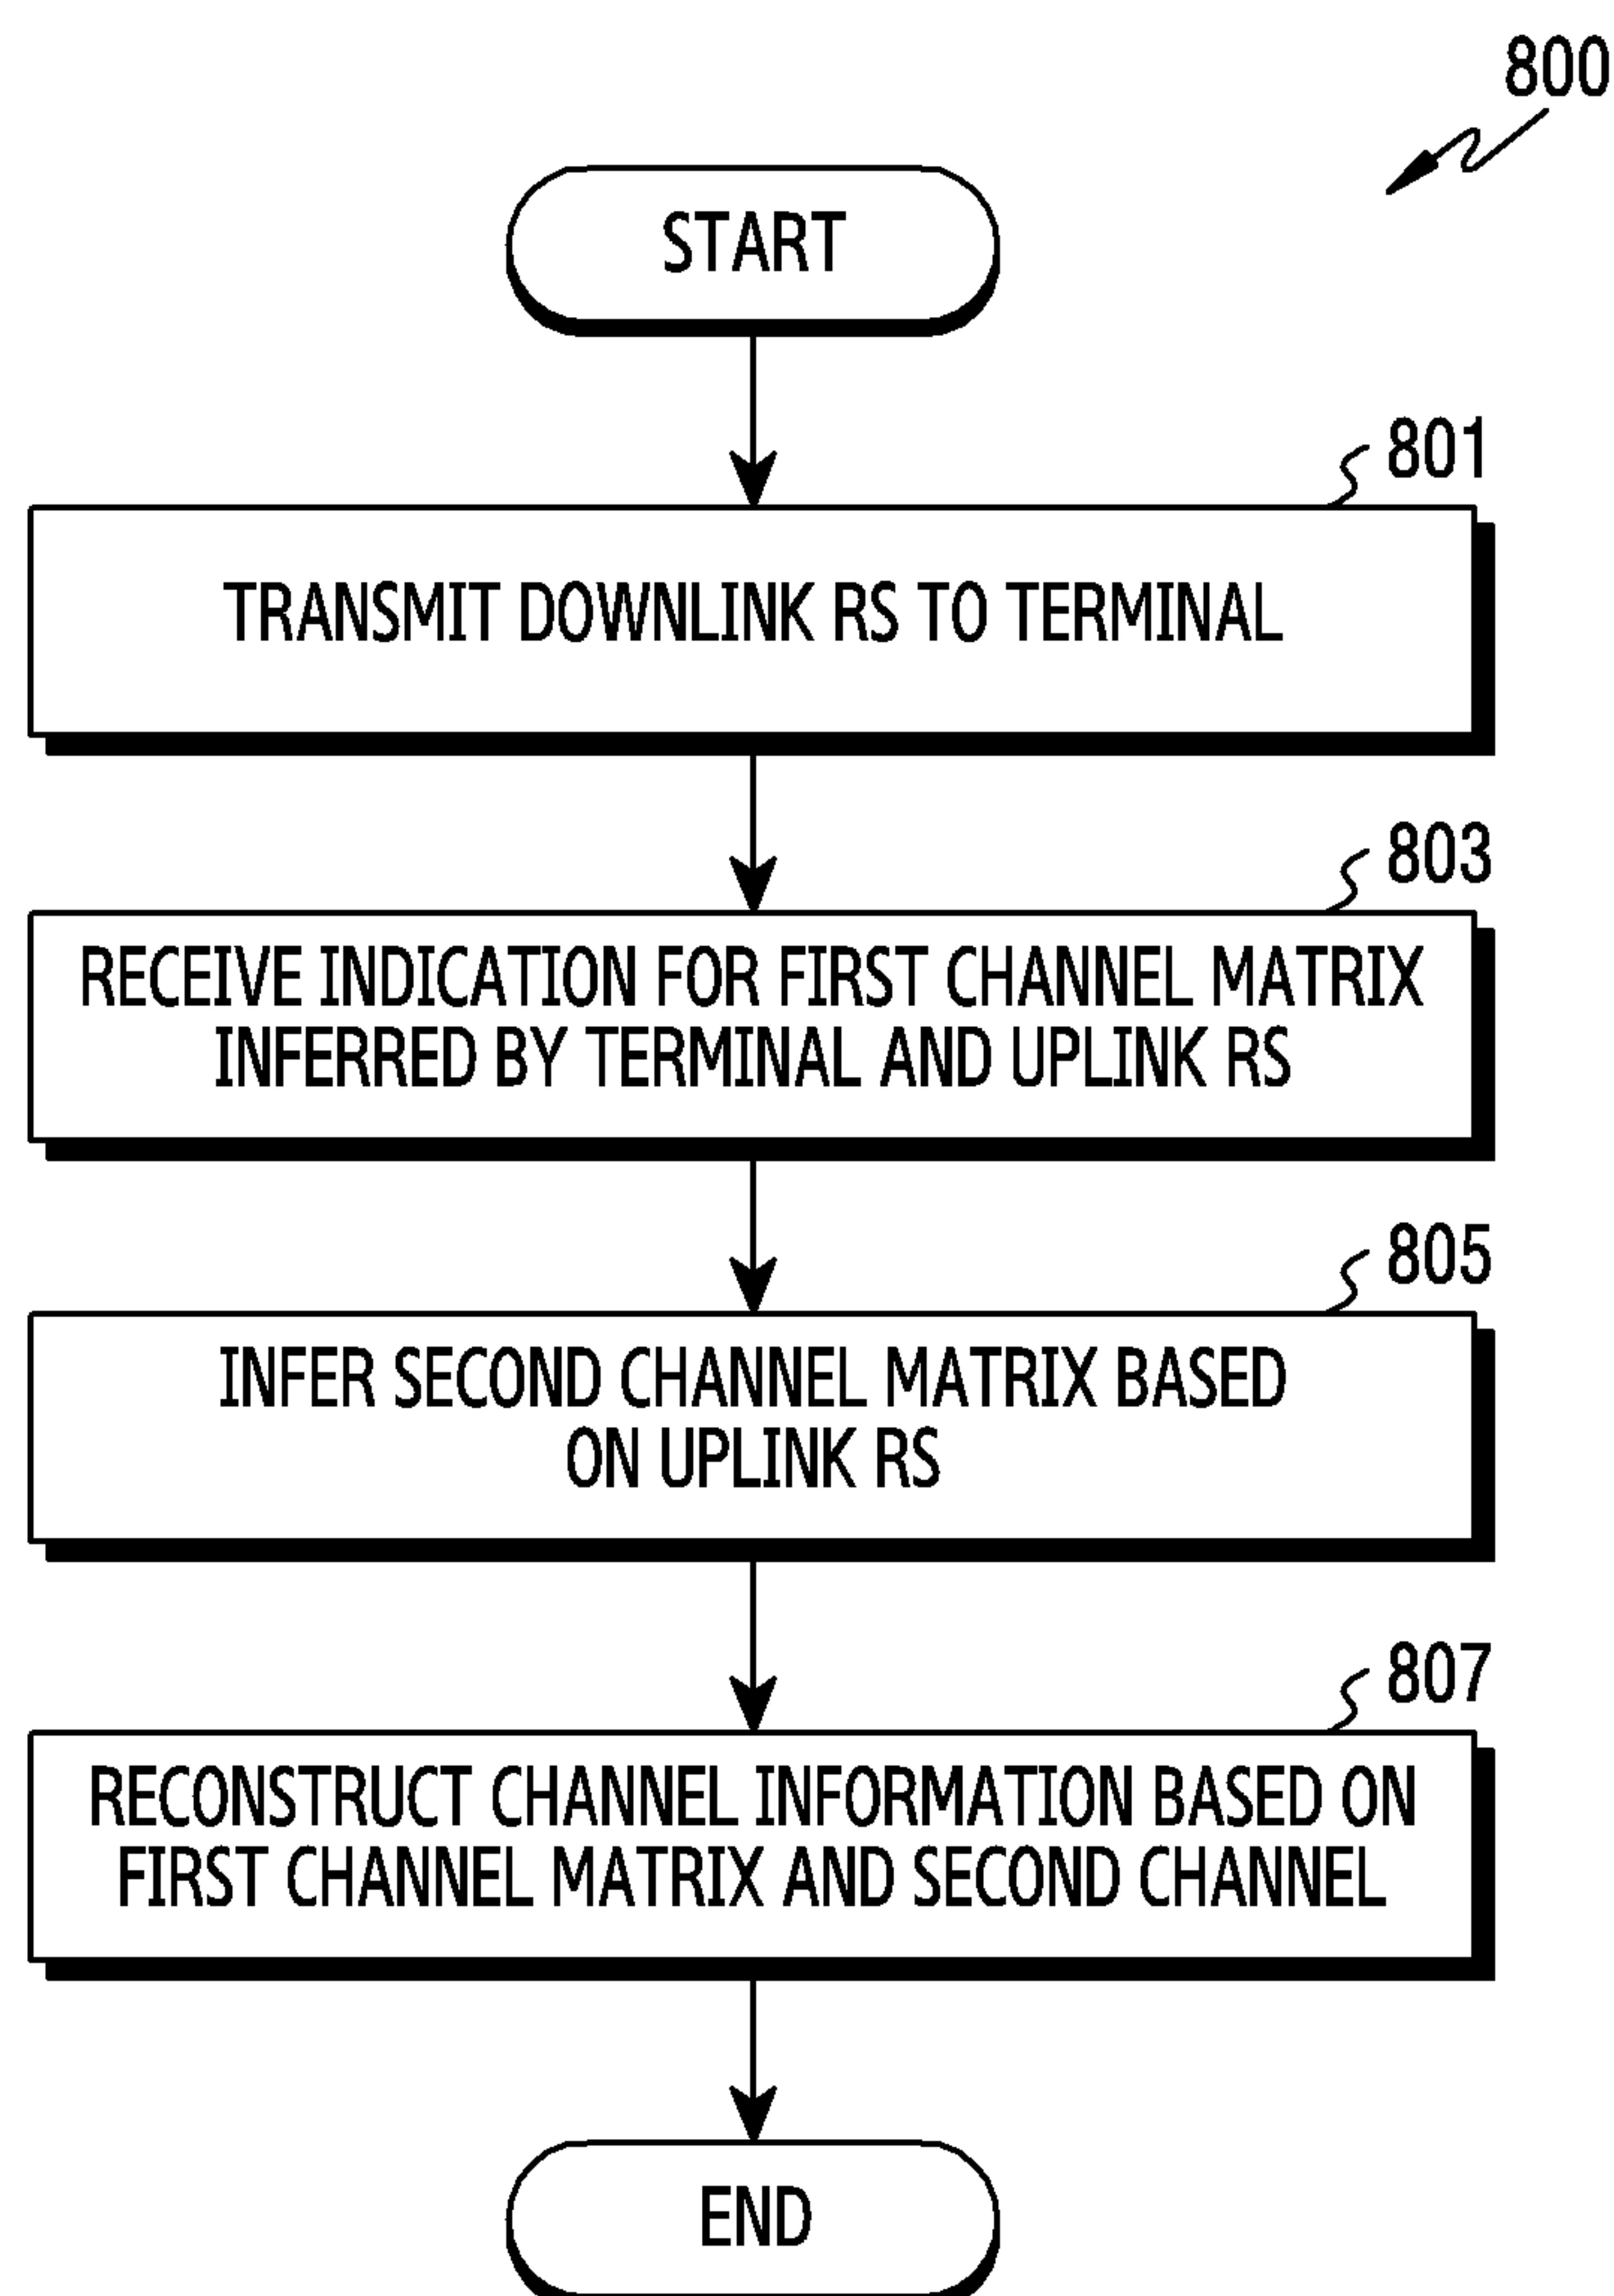 800
START
801
TRANSMIT DOWNLINK RS TO TERMINAL
803
RECEIVE INDICATION FOR FIRST CHANNEL MATRIX
INFERRED BY TERMINAL AND UPLINK RS
805
INFER SECOND CHANNEL MATRIX BASED
ON UPLINK RS
807
RECONSTRUCT CHANNEL INFORMATION BASED ON
FIRST CHANNEL MATRIX AND SECOND CHANNEL
END